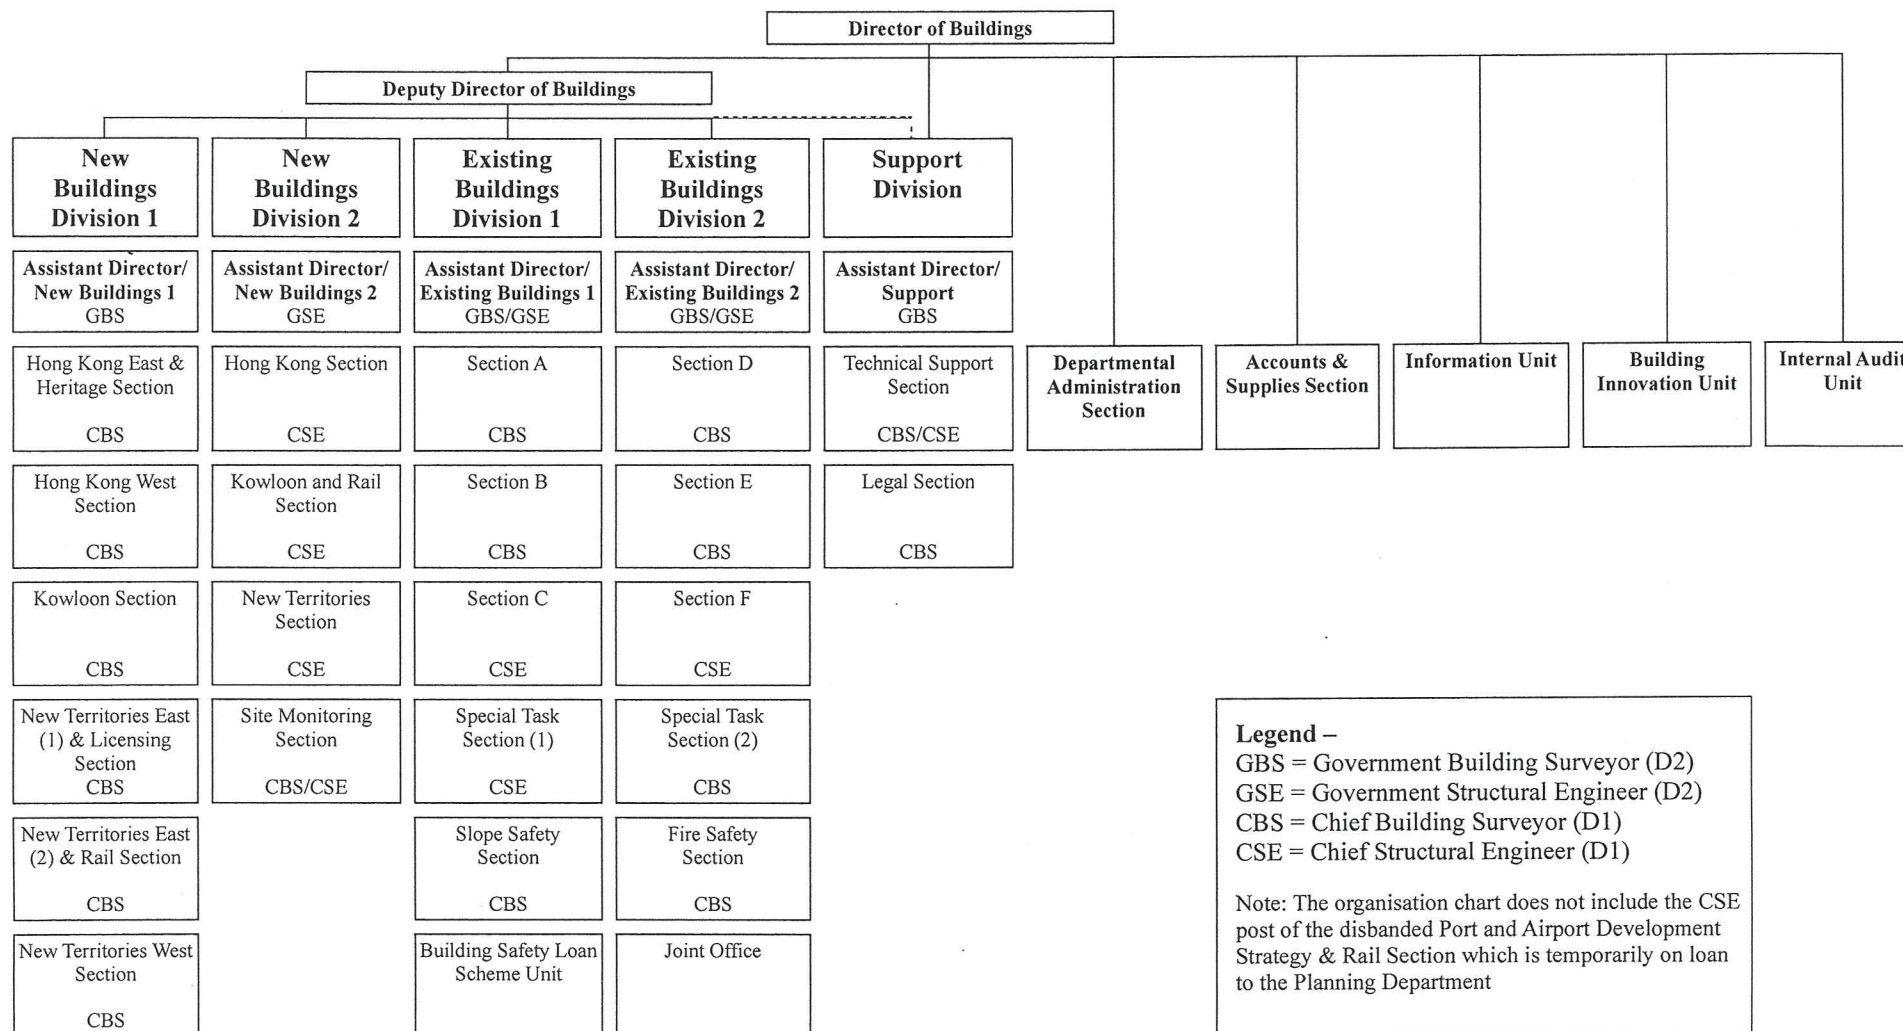 Director of Buildings
Deputy Director of Buildings
New
Buildings
Division 1
New
Buildings
Division 2
Existing
Buildings
Division 1
Existing
Buildings
Division 2
Support
Division
Assistant Director/
New Buildings 1
GBS
Assistant Director/
New Buildings 2
GSE
Assistant Director/
Existing Buildings 1
GBS/GSE
Assistant Director/
Existing Buildings 2
GBS/GSE
Assistant Director/
Support
GBS
Hong Kong East &
Heritage Section
CBS
Hong Kong Section
CSE
Section A
CBS
Section D
CBS
Technical Support
Section
CBS/CSE
Departmental
Administration
Section
Accounts &
Supplies Section
Information Unit
Building
Innovation Unit
Internal Audit
Unit
Hong Kong West
Section
CBS
Kowloon and Rail
Section
CSE
Section B
CBS
Section E
CBS
Legal Section
CBS
Kowloon Section
CBS
New Territories
Section
CSE
Section C
CSE
Section F
CSE
New Territories East
(1) & Licensing
Section
CBS
Site Monitoring
Section
CBS/CSE
Special Task
Section (1)
CSE
Special Task
Section (2)
CBS
New Territories East
(2) & Rail Section
CBS
Slope Safety
Section
CBS
Fire Safety
Section
CBS
New Territories West
Section
CBS
Building Safety Loan
Scheme Unit
Joint Office
Legend –
GBS = Government Building Surveyor (D2)
GSE = Government Structural Engineer (D2)
CBS = Chief Building Surveyor (D1)
CSE = Chief Structural Engineer (D1)
Note: The organisation chart does not include the CSE
post of the disbanded Port and Airport Development
Strategy & Rail Section which is temporarily on loan
to the Planning Department